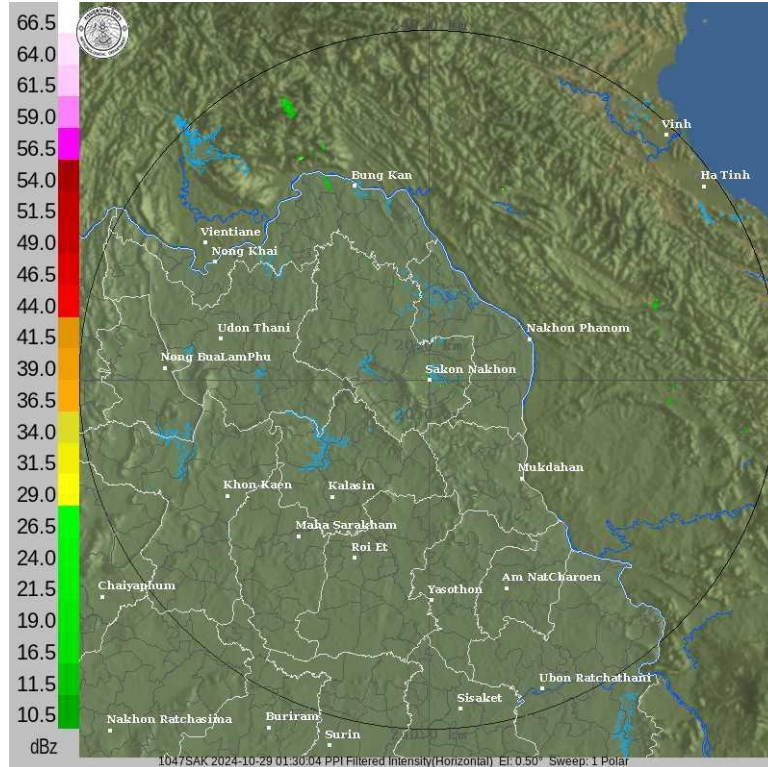 66.5
64.0
61.5
59.0
56.5
54.0
51.5
49.0
46.5
44.0
41.5
39.0
36.5
34.0
31.5
29.0
26.5
24.0
21.5
19.0
16.5
11.5
10.5
dBz
Vinh
Ha Tinh
Bung Kan
Vientiane
Nong Khai
Udon Thani
Nakhon Phanom
Nong BuaLamPhu
Sakon Nakhon
Mukdahan
Khon Kaen
Kalasin
Maha Sarakham
Roi Et
Chaiyaphum
Yasothon
Am NatCharoen
Ubon Ratchathani
Sisaket
Nakhon Ratchasima
Buriram
Surin
1047SAK 2024-10-29 01:30:04 PPI Filtered Intensity(Horizontal) El: 0.50° Sweep: 1 Polar